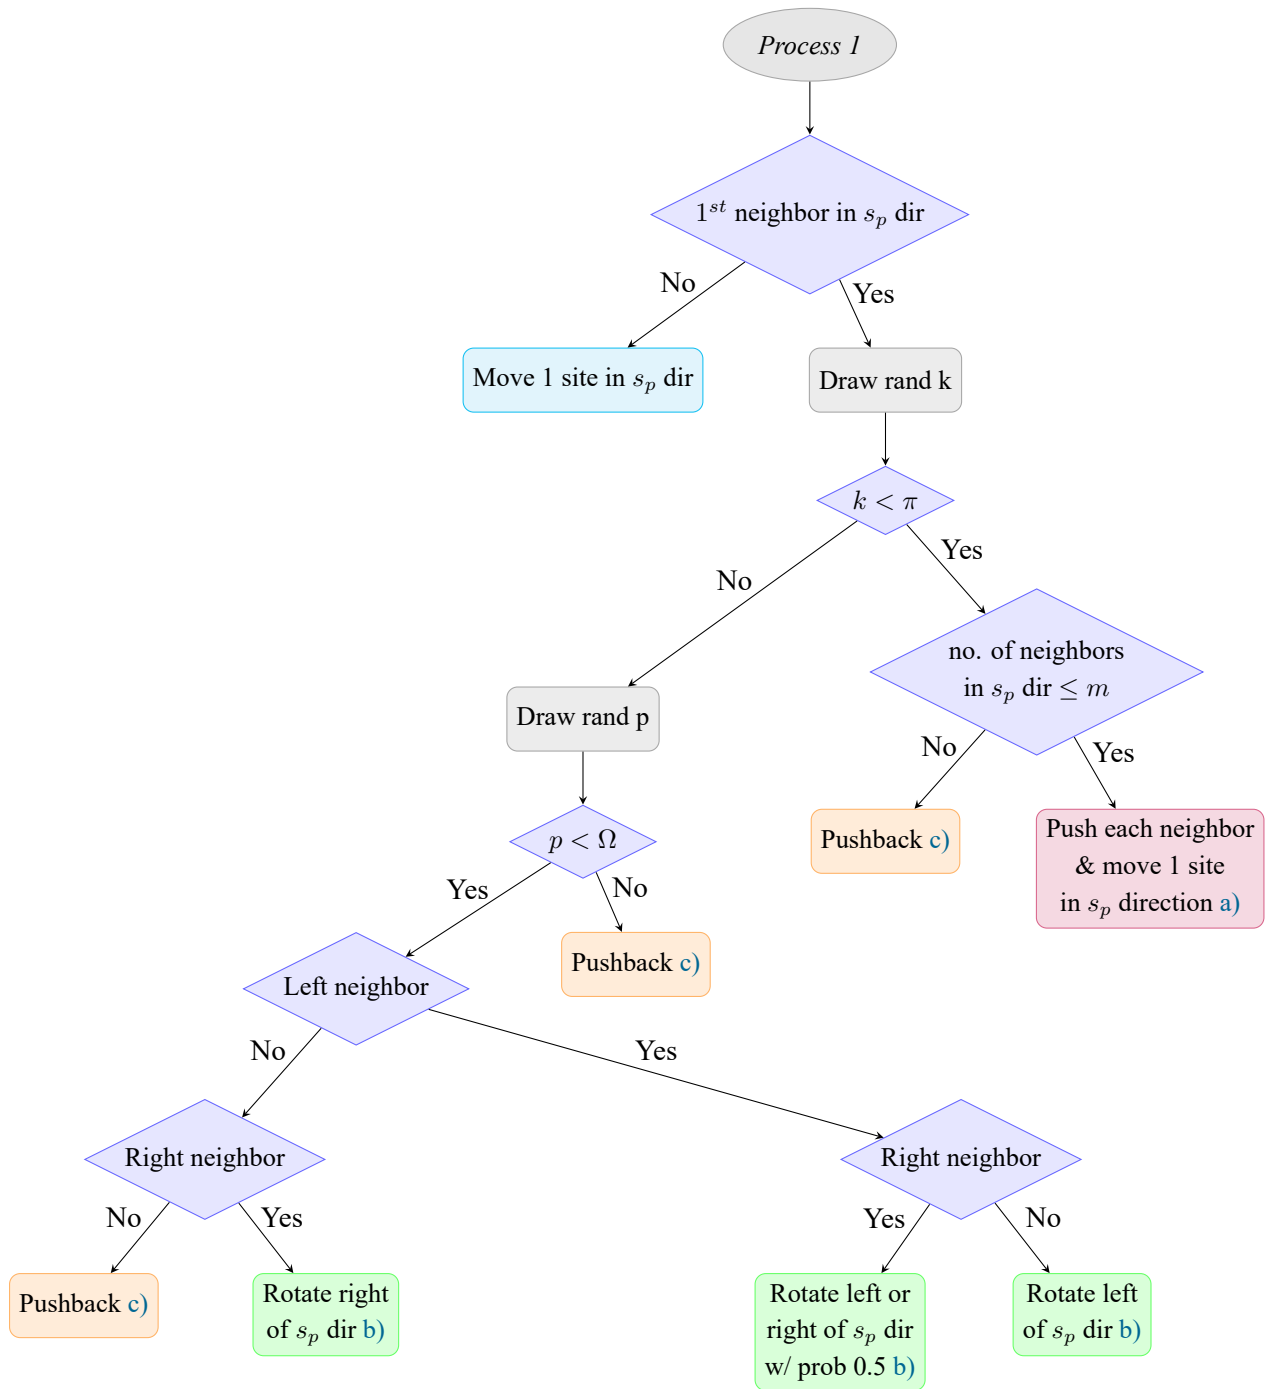 Process 1
1ˢᵗ neighbor in sₚ dir
No
Yes
Move 1 site in sₚ dir
Draw rand k
k < π
Yes
No
no. of neighbors
in sₚ dir ≤ m
Draw rand p
No
Yes
Pushback c)
Push each neighbor
& move 1 site
in sₚ direction a)
p < Ω
Yes
No
Pushback c)
Left neighbor
No
Yes
Right neighbor
Right neighbor
No
Yes
Yes
No
Pushback c)
Rotate right
of sₚ dir b)
Rotate left or
right of sₚ dir
w/ prob 0.5 b)
Rotate left
of sₚ dir b)